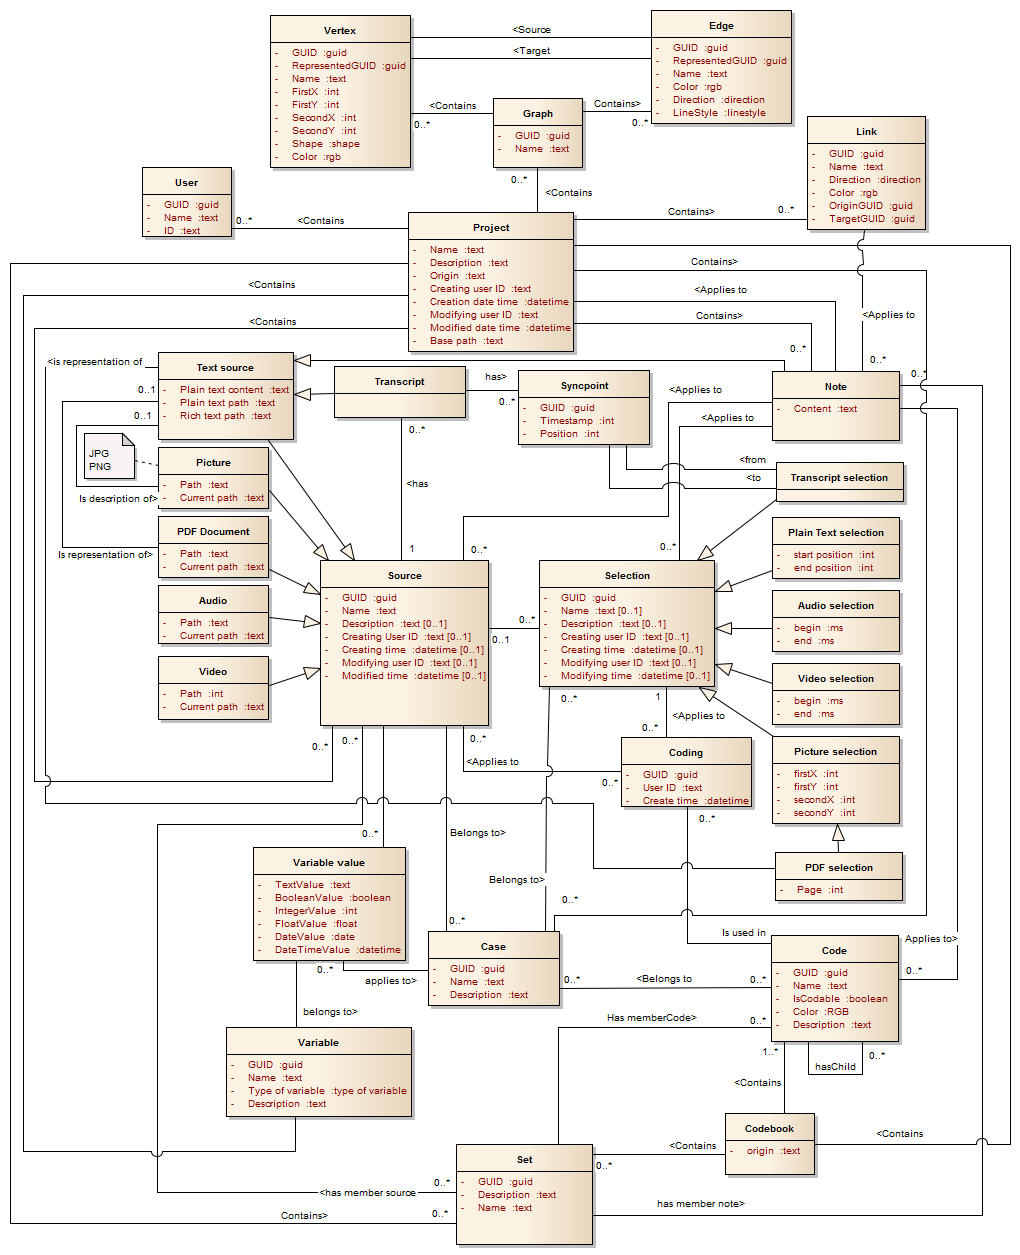 Vertex
- GUID :guid
- RepresentedGUID :guid
- Name :text
- FirstX :int
- FirstY :int
- SecondX :int
- SecondY :int
- Shape :shape
- Color :rgb
<Source
<Target
Edge
- GUID :guid
- RepresentedGUID :guid
- Name :text
- Color :rgb
- Direction :direction
- LineStyle :linestyle
<Contains
0..*
Contains>
0..*
Graph
- GUID :guid
- Name :text
0..*
<Contains
Link
- GUID :guid
- Name :text
- Direction :direction
- Color :rgb
- OriginGUID :guid
- TargetGUID :guid
User
- GUID :guid
- Name :text
- ID :text
0..*
<Contains
Contains>
0..*
Project
- Name :text
- Description :text
- Origin :text
- Creating user ID :text
- Creation date time :datetime
- Modifying user ID :text
- Modified date time :datetime
- Base path :text
Contains>
<Contains
<Applies to
<Contains
Contains>
<Applies to
0..*
0..*
0..*
<is representation of
Text source
- Plain text content :text
- Plain text path :text
- Rich text path :text
0..1
0..1
Transcript
has>
0..*
0..*
Syncpoint
- GUID :guid
- Timestamp :int
- Position :int
<Applies to
<Applies to
Note
- Content :text
JPG
PNG
Picture
- Path :text
- Current path :text
Is description of>
<has
<from
<to
Transcript selection
PDF Document
- Path :text
- Current path :text
Is representation of>
1
0..*
0..*
Plain Text selection
- start position :int
- end position :int
Audio
- Path :text
- Current path :text
Source
- GUID :guid
- Name :text
- Description :text [0..1]
- Creating User ID :text [0..1]
- Creating time :datetime [0..1]
- Modifying user ID :text [0..1]
- Modified time :datetime [0..1]
0..*
0..1
Selection
- GUID :guid
- Name :text [0..1]
- Description :text [0..1]
- Creating user ID :text [0..1]
- Creating time :datetime [0..1]
- Modifying user ID :text [0..1]
- Modifying time :datetime [0..1]
Audio selection
- begin :ms
- end :ms
Video
- Path :int
- Current path :text
Video selection
- begin :ms
- end :ms
0..*
0..*
0..*
0..*
1
0..*
<Applies to
<Applies to
0..*
Coding
- GUID :guid
- User ID :text
- Create time :datetime
0..*
Picture selection
- firstX :int
- firstY :int
- secondX :int
- secondY :int
0..*
Belongs to>
PDF selection
- Page :int
Variable value
- TextValue :text
- BooleanValue :boolean
- IntegerValue :int
- FloatValue :float
- DateValue :date
- DateTimeValue :datetime
Belongs to>
0..*
0..*
0..*
applies to>
Case
- GUID :guid
- Name :text
- Description :text
Is used in
0..*
<Belongs to
0..*
Code
- GUID :guid
- Name :text
- IsCodable :boolean
- Color :RGB
- Description :text
Applies to>
0..*
belongs to>
Has memberCode>
0..*
Variable
- GUID :guid
- Name :text
- Type of variable :type of variable
- Description :text
1..*
hasChild
0..*
<Contains
Codebook
- origin :text
<Contains
<Contains
0..*
Set
- GUID :guid
- Description :text
- Name :text
<has member source
0..*
Contains>
0..*
has member note>